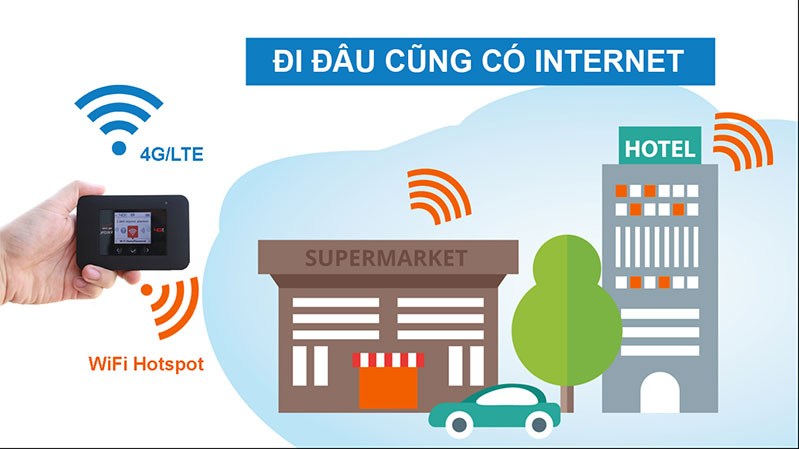 ĐI ĐÂU CŨNG CÓ INTERNET
4G/LTE
HOTEL
SUPERMARKET
WiFi Hotspot